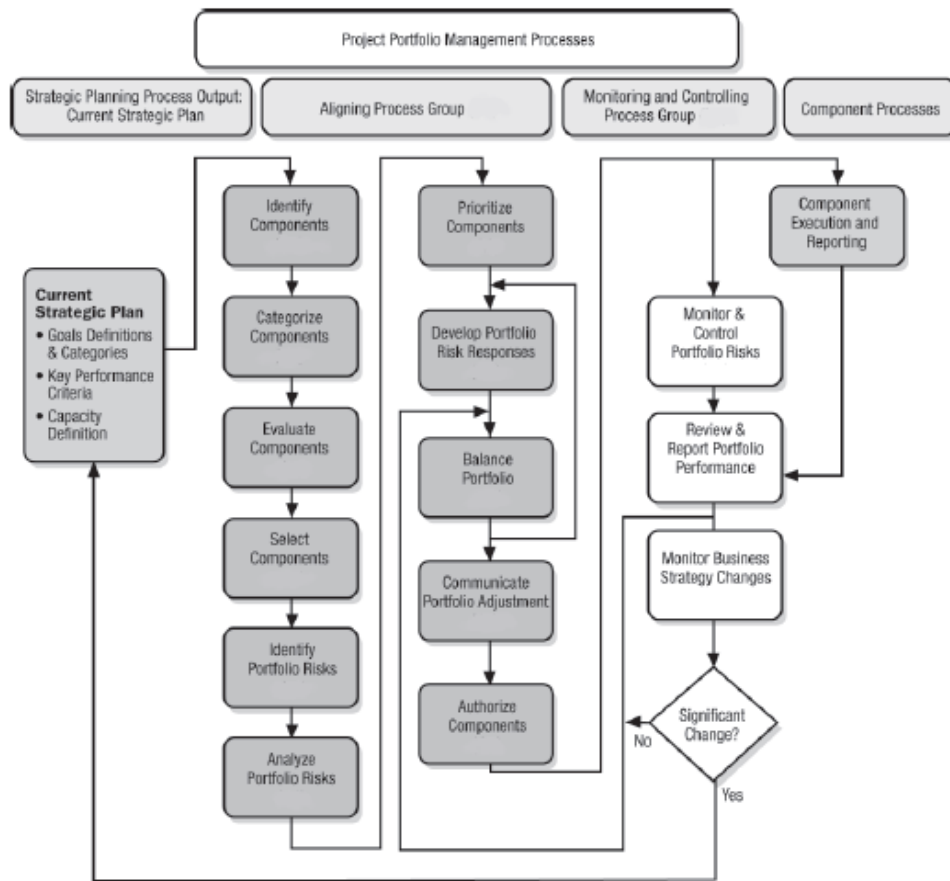 Project Portfolio Management Processes
Strategic Planning Process Output:
Current Strategic Plan
Aligning Process Group
Monitoring and Controlling
Process Group
Component Processes
Current
Strategic Plan
• Goals Definitions
& Categories
• Key Performance
Criteria
• Capacity
Definition
Identify
Components
Categorize
Components
Evaluate
Components
Select
Components
Identify
Portfolio Risks
Analyze
Portfolio Risks
Prioritize
Components
Develop Portfolio
Risk Responses
Balance
Portfolio
Communicate
Portfolio Adjustment
Authorize
Components
Monitor &
Control
Portfolio Risks
Review &
Report Portfolio
Performance
Monitor Business
Strategy Changes
Significant
Change?
No
Yes
Component
Execution and
Reporting